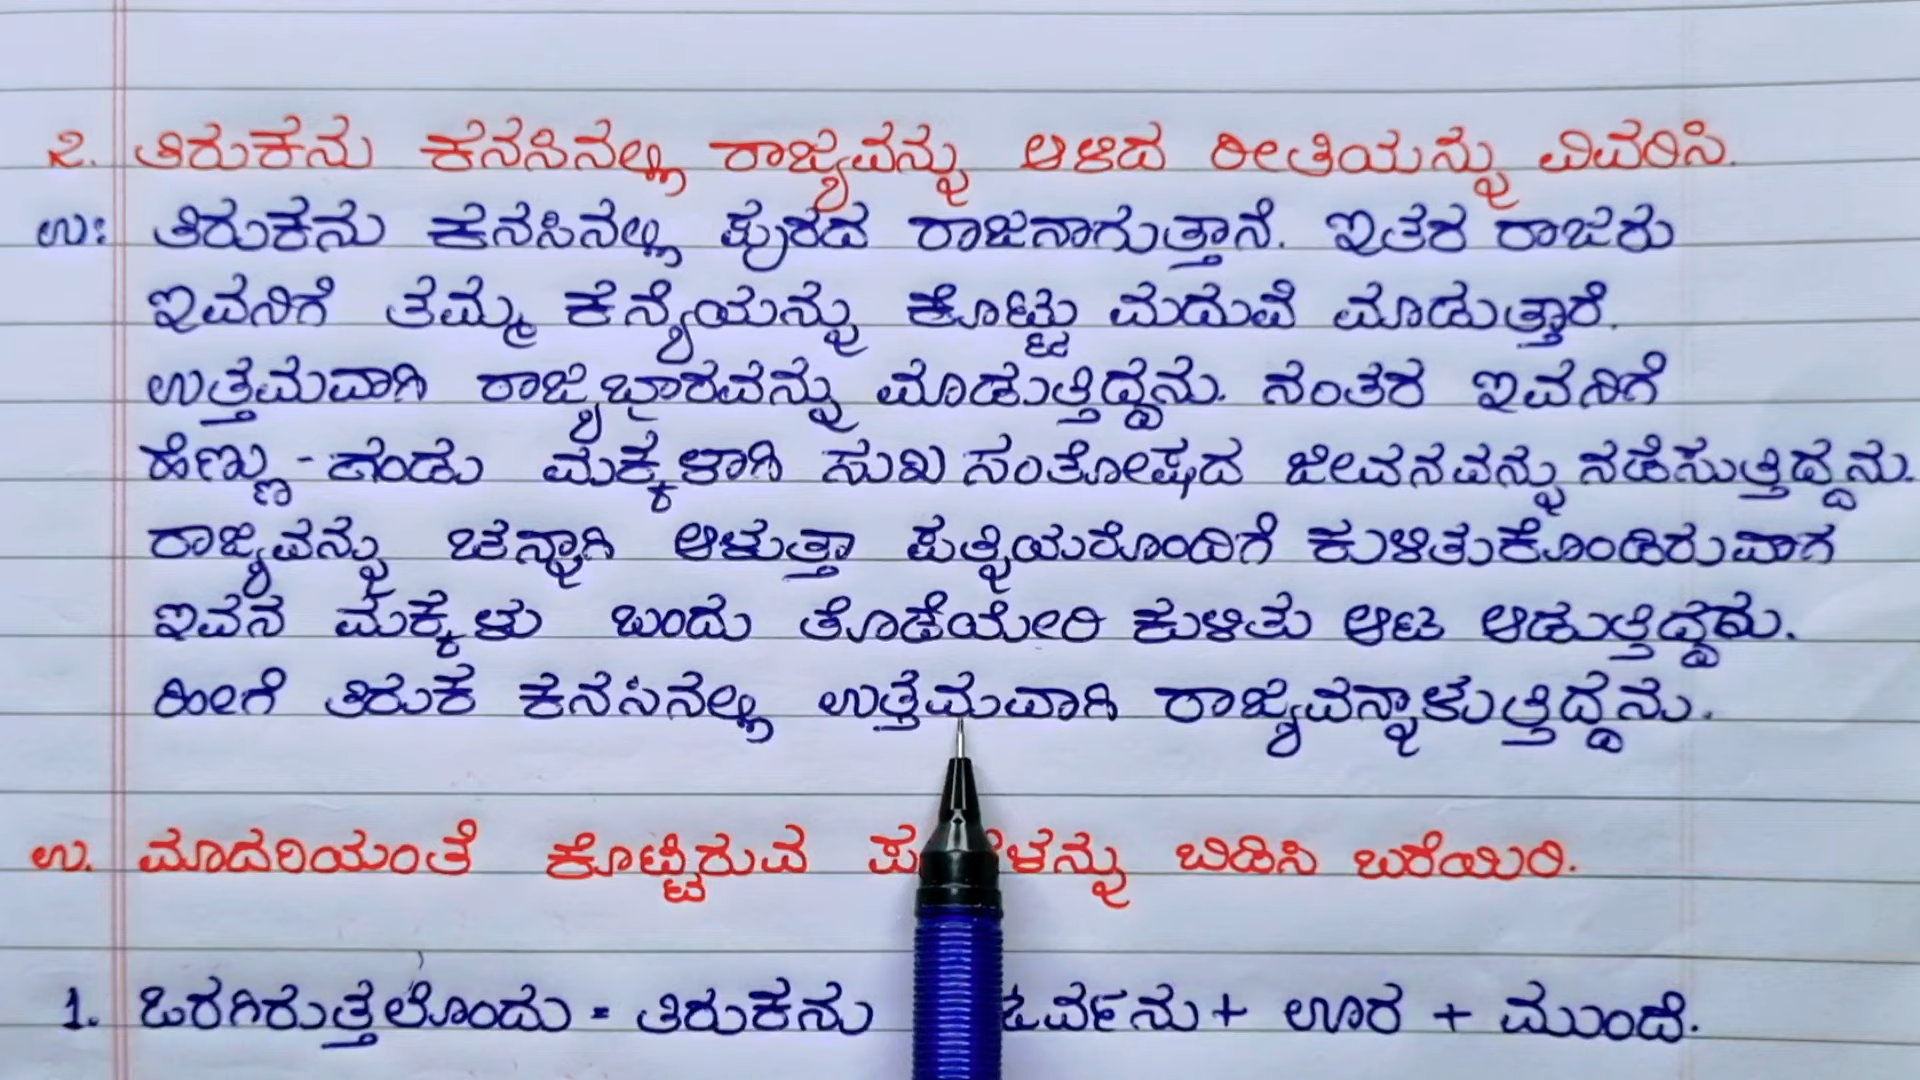 ೭. ತಿರುಕನು ಕನಸಿನಲ್ಲಿ ರಾಜ್ಯವನ್ನು ಆಳಿದ ರೀತಿಯನ್ನು ವಿವರಿಸಿ.
ಉ: ತಿರುಕನು ಕನಸಿನಲ್ಲಿ ಪುರದ ರಾಜನಾಗುತ್ತಾನೆ. ಇತರ ರಾಜರು
ಇವನಿಗೆ ತಮ್ಮ ಕನ್ಯೆಯನ್ನು ಕೊಟ್ಟು ಮದುವೆ ಮಾಡುತ್ತಾರೆ.
ಉತ್ತಮವಾಗಿ ರಾಜ್ಯಭಾರವನ್ನು ಮಾಡುತ್ತಿದ್ದನು. ನಂತರ ಇವನಿಗೆ
ಹೆಣ್ಣು - ಗಂಡು ಮಕ್ಕಳಾಗಿ ಸುಖ ಸಂತೋಷದ ಜೀವನವನ್ನು ನಡೆಸುತ್ತಿದ್ದನು.
ರಾಜ್ಯವನ್ನು ಚೆನ್ನಾಗಿ ಆಳುತ್ತಾ ಪತ್ನಿಯರೊಂದಿಗೆ ಕುಳಿತುಕೊಂಡಿರುವಾಗ
ಇವನ ಮಕ್ಕಳು ಬಂದು ತೊಡೆಯೇರಿ ಕುಳಿತು ಆಟ ಆಡುತ್ತಿದ್ದರು.
ಹೀಗೆ ತಿರುಕ ಕನಸಿನಲ್ಲಿ ಉತ್ತಮವಾಗಿ ರಾಜ್ಯವನ್ನಾಳುತ್ತಿದ್ದನು.
ಉ. ಮಾದರಿಯಂತೆ ಕೊಟ್ಟಿರುವ ಬಿಡಿಸಿ ಬರೆಯಿರಿ.
1. ಒರಗಿರುತ್ತಲೊಂದು = ತಿರುಕನು ಓರ್ವನು + ಊರ + ಮುಂದೆ.